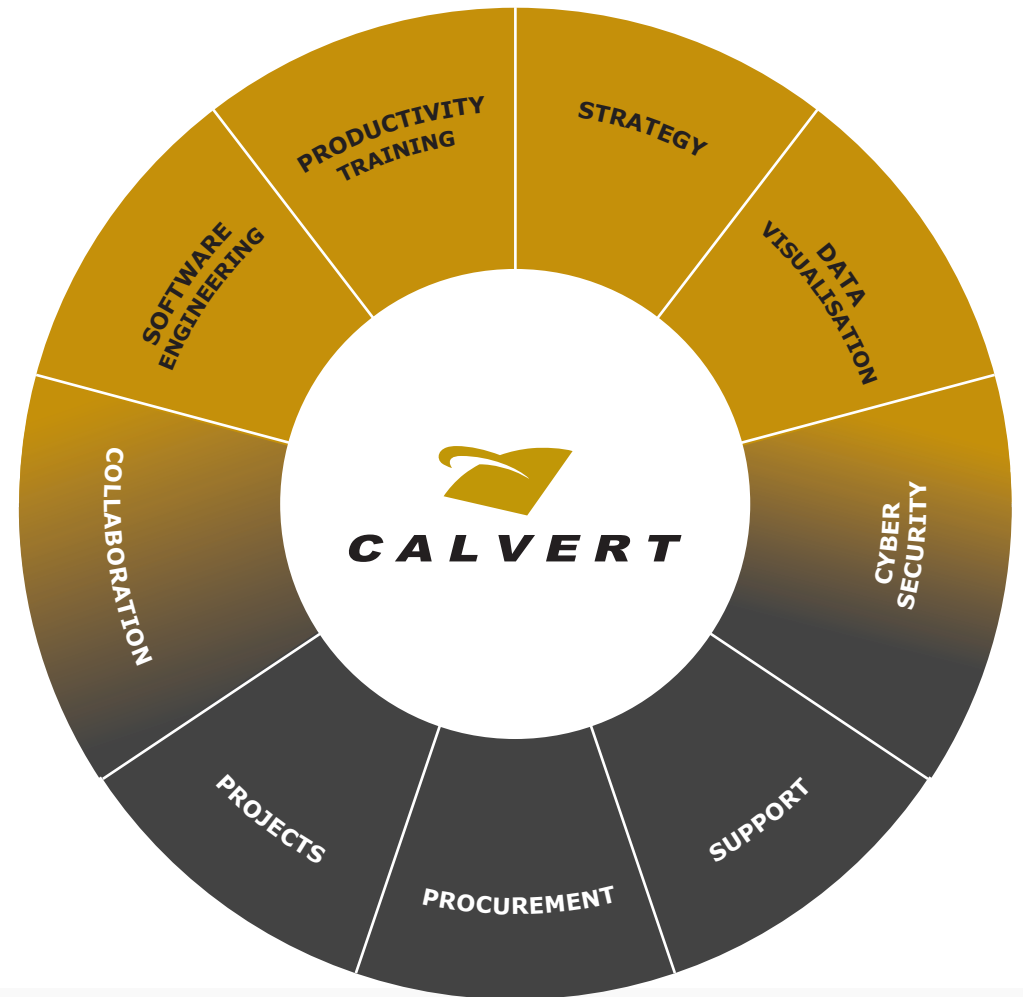 PRODUCTIVITY
TRAINING
STRATEGY
SOFTWARE
ENGINEERING
DATA
VISUALISATION
COLLABORATION
CALVERT
CYBER
SECURITY
PROJECTS
PROCUREMENT
SUPPORT